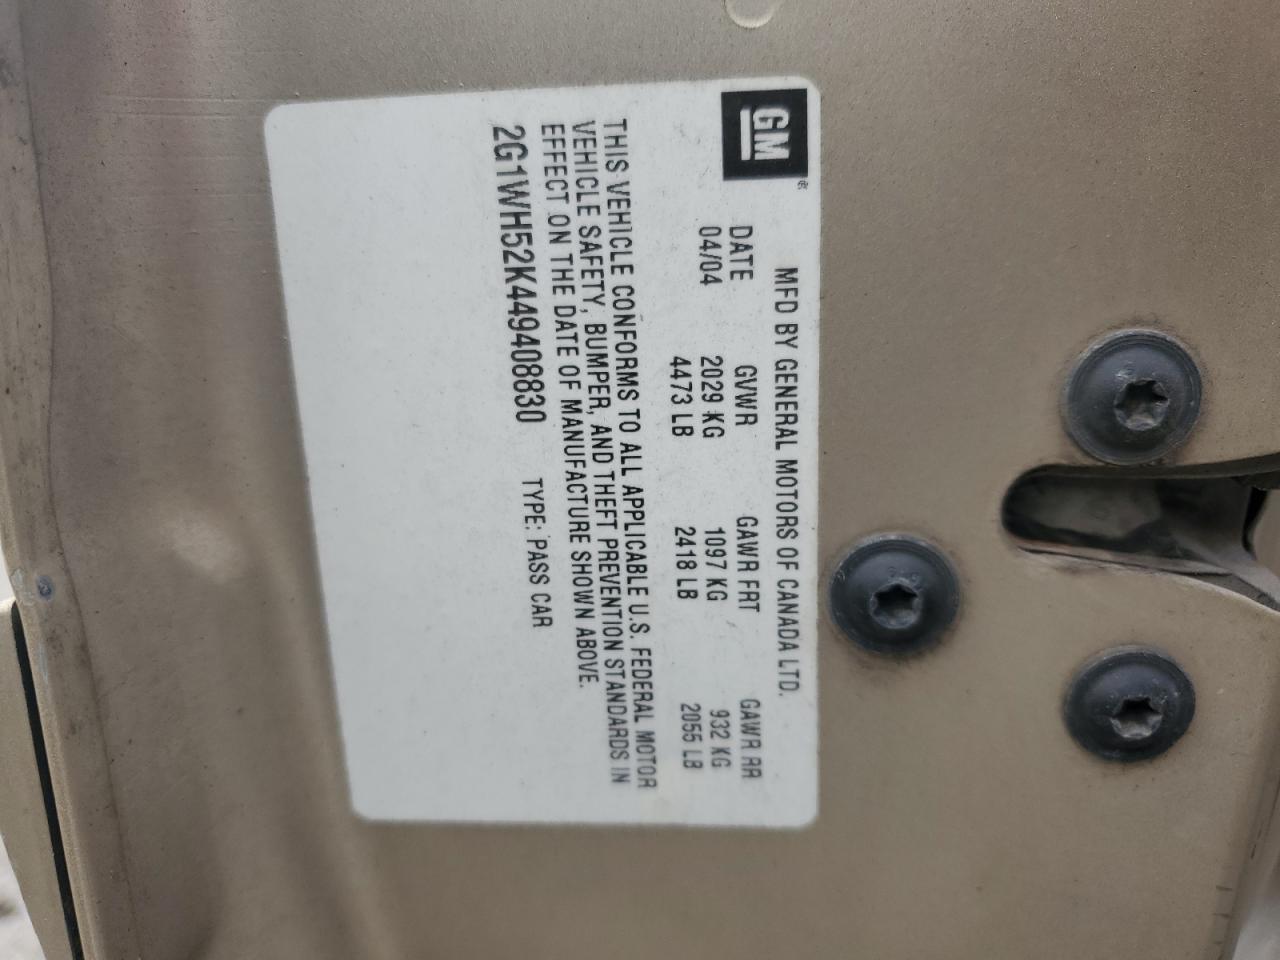 GM®
MFD BY GENERAL MOTORS OF CANADA LTD.
DATE GVWR GAWR FRT GAWR RR
04/04 2029 KG 1097 KG 932 KG
4473 LB 2418 LB 2055 LB
THIS VEHICLE CONFORMS TO ALL APPLICABLE U.S. FEDERAL MOTOR
VEHICLE SAFETY, BUMPER, AND THEFT PREVENTION STANDARDS IN
EFFECT ON THE DATE OF MANUFACTURE SHOWN ABOVE.
2G1WH52K449408830 TYPE: PASS CAR